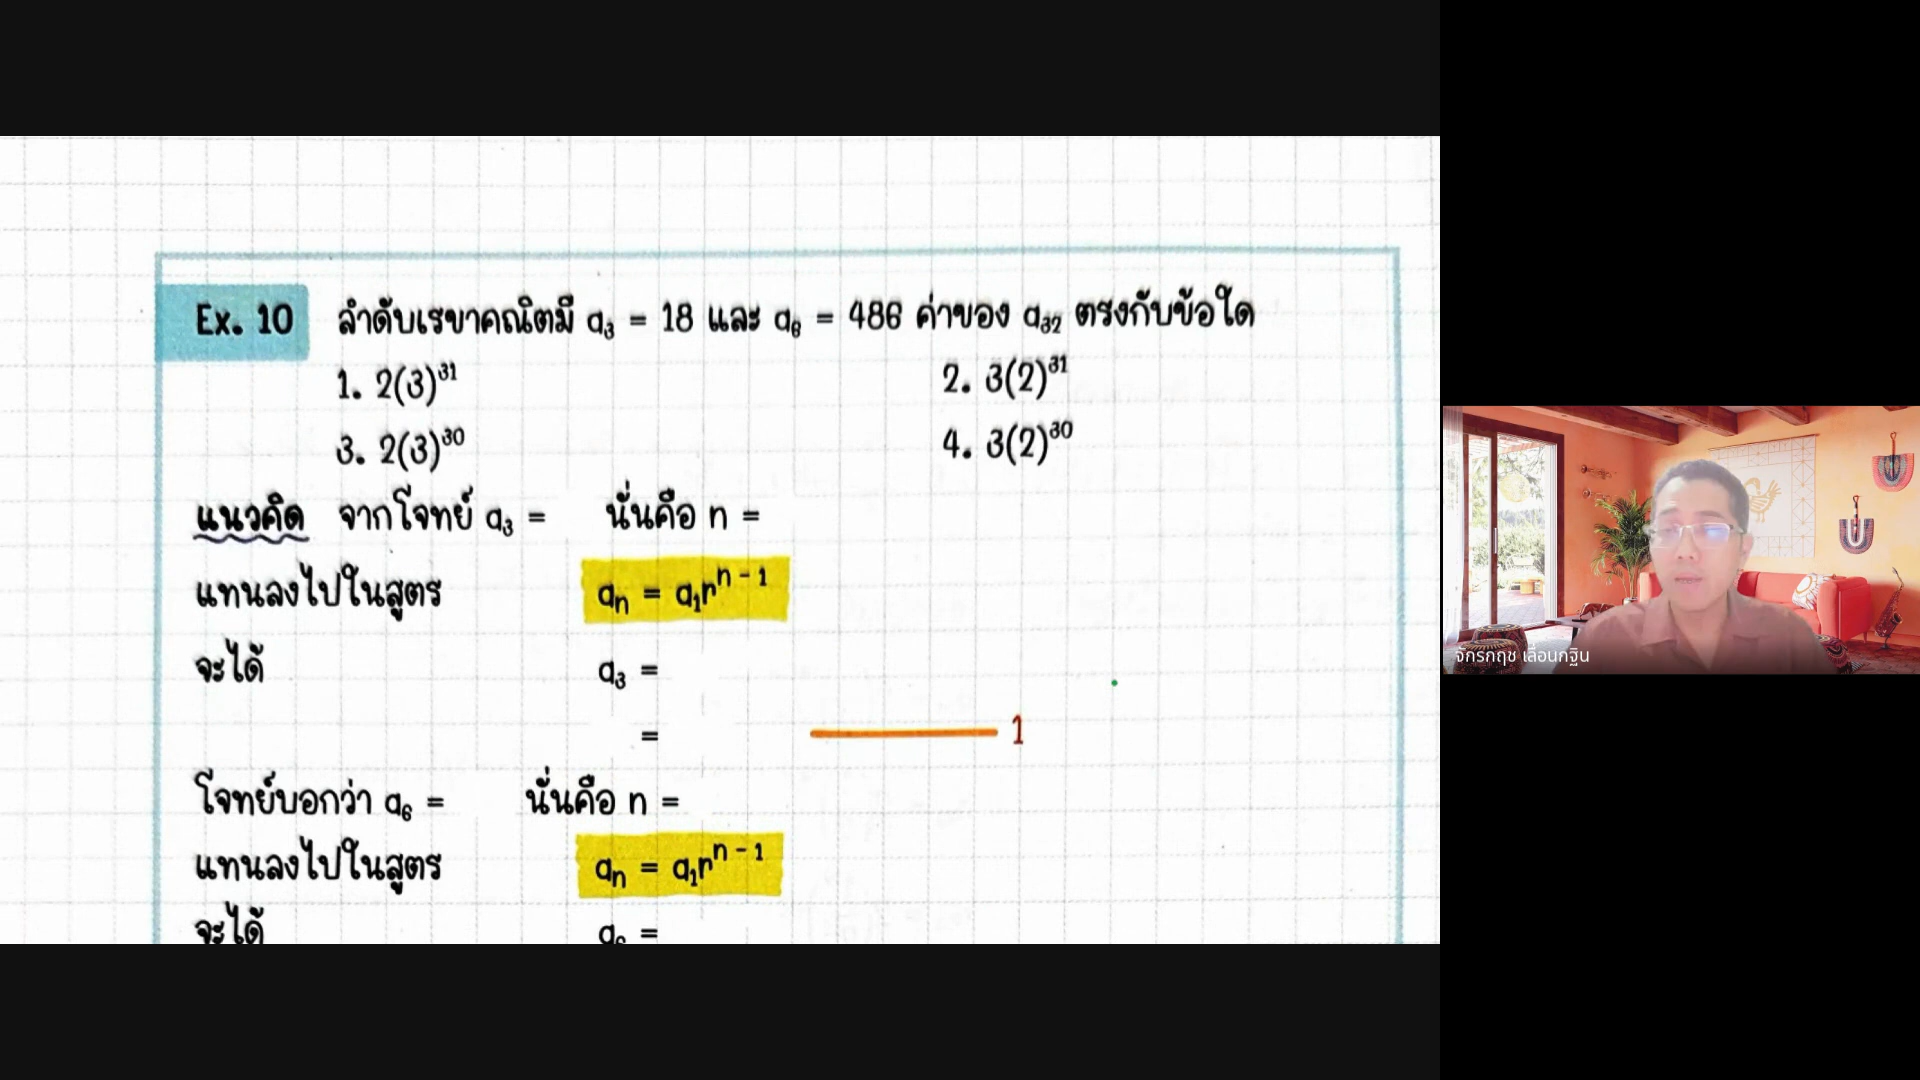 Ex. 10 ลำดับเรขาคณิตมี a₃ = 18 และ a₆ = 486 ค่าของ a₃₂ ตรงกับข้อใด
1. 2(3)³¹ 2. 3(2)³¹
3. 2(3)³⁰ 4. 3(2)³⁰
แนวคิด จากโจทย์ a₃ = นั่นคือ n =
แทนลงไปในสูตร aₙ = a₁rⁿ⁻¹
จะได้ a₃ =
= 1
โจทย์บอกว่า a₆ = นั่นคือ n =
แทนลงไปในสูตร aₙ = a₁rⁿ⁻¹
จะได้ a₆ =
จักรกฤช เลื่อนกฐิน